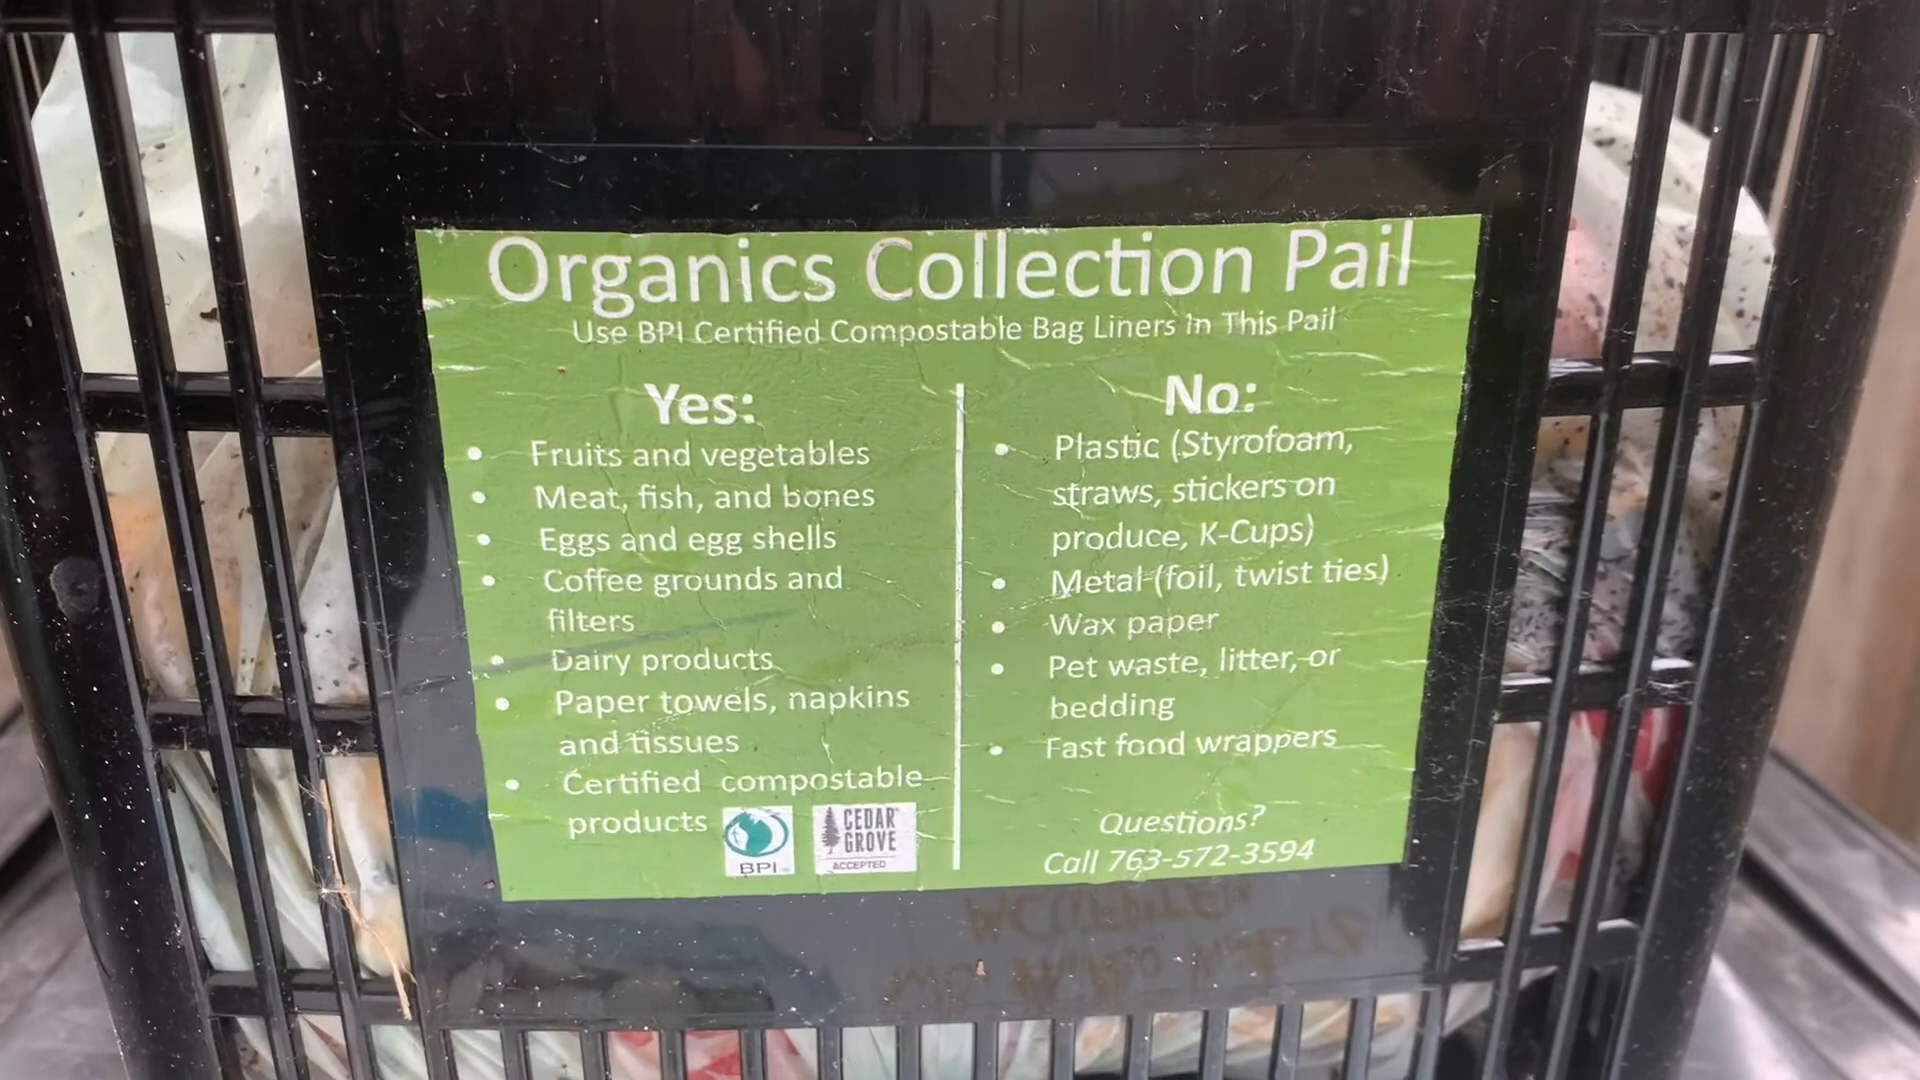 Organics Collection Pail
Use BPI Certified Compostable Bag Liners In This Pail
Yes:
• Fruits and vegetables
• Meat, fish, and bones
• Eggs and egg shells
• Coffee grounds and
filters
• Dairy products
• Paper towels, napkins
and tissues
• Certified compostable
products
BPI
CEDAR
GROVE
ACCEPTED
No:
• Plastic (Styrofoam,
straws, stickers on
produce, K-Cups)
• Metal (foil, twist ties)
• Wax paper
• Pet waste, litter, or
bedding
• Fast food wrappers
Questions?
Call 763-572-3594